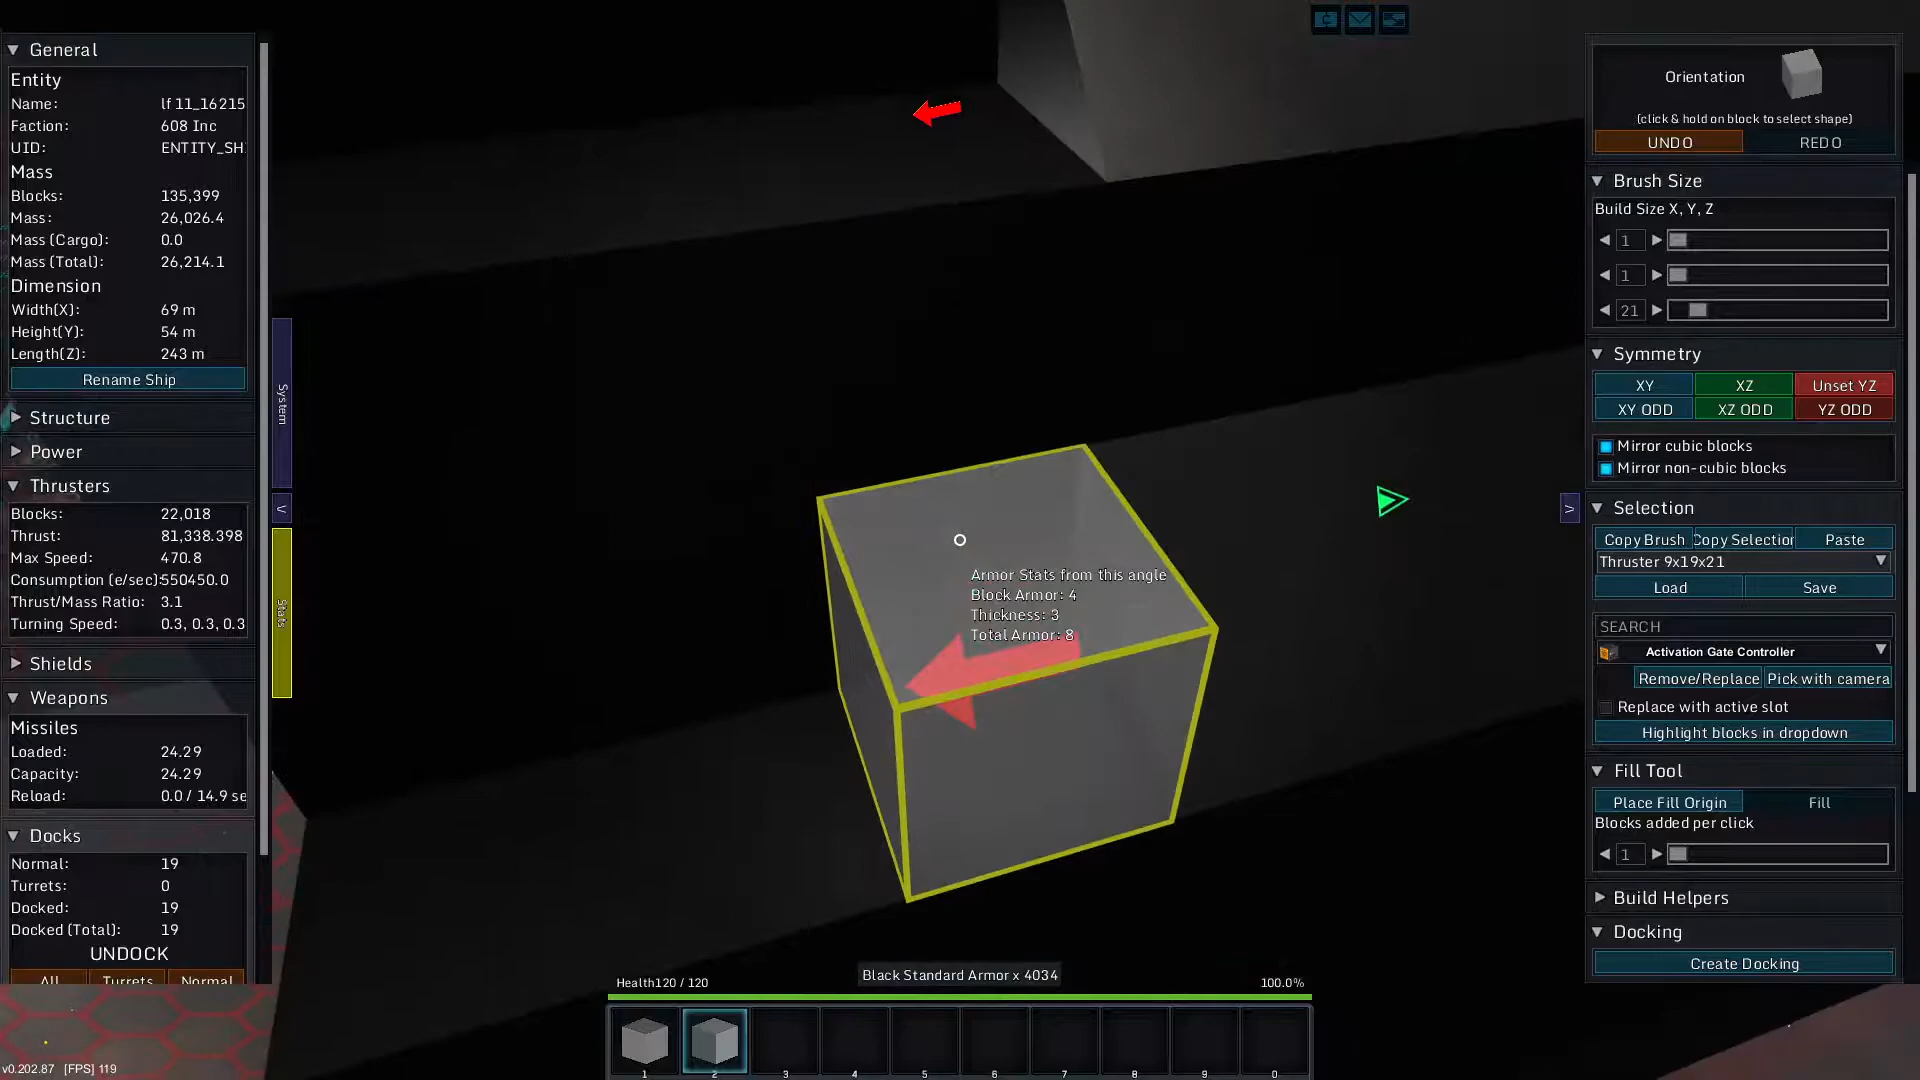 General
Entity
Name: lf 11_16215
Faction: 608 Inc
UID: ENTITY_SH
Mass
Blocks: 135,399
Mass: 26,026.4
Mass (Cargo): 0.0
Mass (Total): 26,214.1
Dimension
Width(X): 69 m
Height(Y): 54 m
Length(Z): 243 m
Rename Ship
Structure
Power
Thrusters
Blocks: 22,018
Thrust: 81,338.398
Max Speed: 470.8
Consumption (e/sec): 550450.0
Thrust/Mass Ratio: 3.1
Turning Speed: 0.3, 0.3, 0.3
Shields
Weapons
Missiles
Loaded: 24.29
Capacity: 24.29
Reload: 0.0 / 14.9 se
Docks
Normal: 19
Turrets: 0
Docked: 19
Docked (Total): 19
UNDOCK
All Turrets Normal
v0.202.87 [FPS] 119
System
V
Stats
Armor Stats from this angle
Block Armor: 4
Thickness: 3
Total Armor: 8
Health120 / 120
Black Standard Armor x 4034
100.0%
1 2 3 4 5 6 7 8 9 0
Orientation
(click & hold on block to select shape)
UNDO REDO
Brush Size
Build Size X, Y, Z
1
1
21
Symmetry
XY XZ Unset YZ
XY ODD XZ ODD YZ ODD
Mirror cubic blocks
Mirror non-cubic blocks
V
Selection
Copy Brush Copy Selection Paste
Thruster 9x19x21
Load Save
SEARCH
Activation Gate Controller
Remove/Replace Pick with camera
Replace with active slot
Highlight blocks in dropdown
Fill Tool
Place Fill Origin Fill
Blocks added per click
1
Build Helpers
Docking
Create Docking